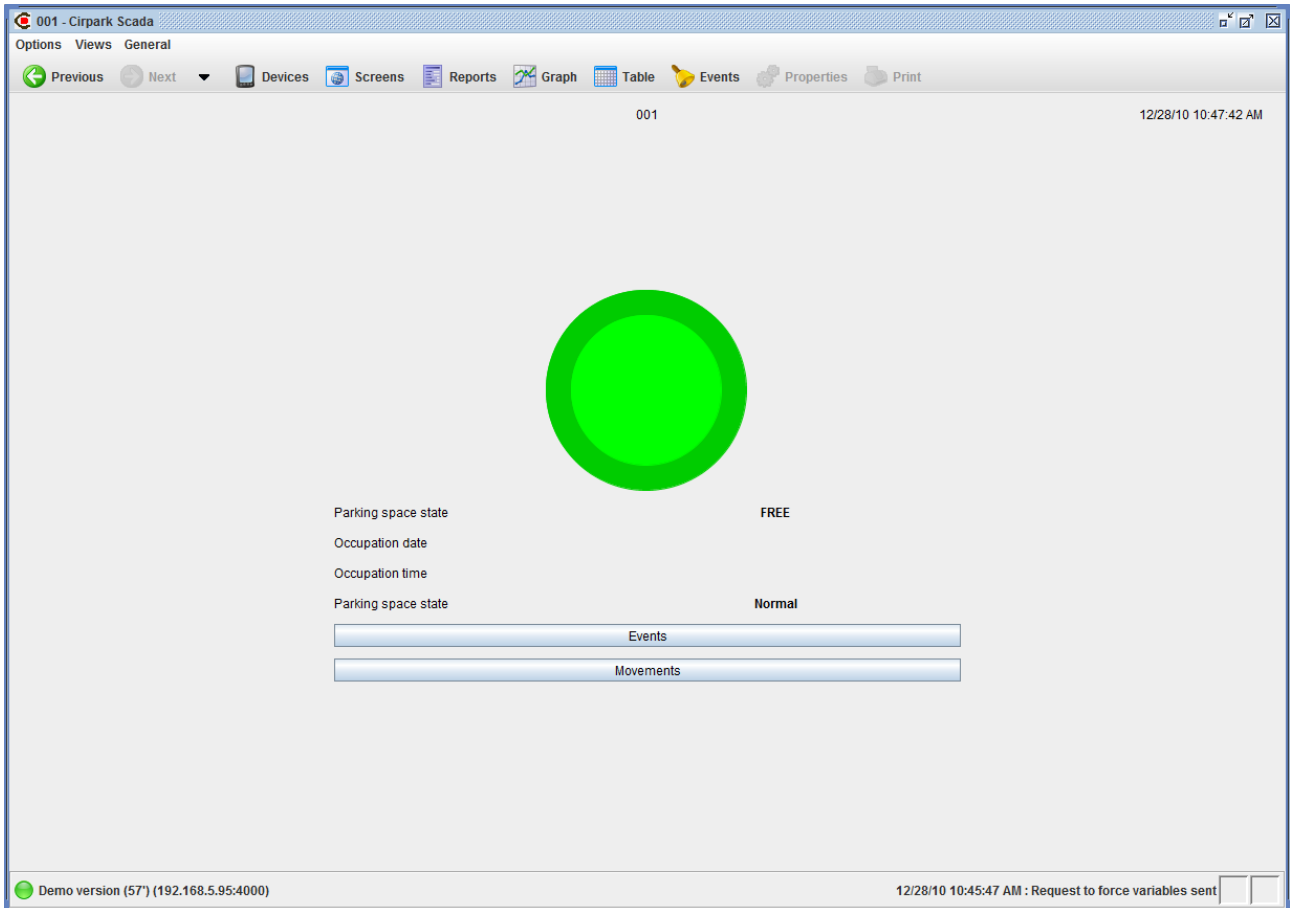 001 - Cirpark Scada
Options Views General
Previous Next Devices Screens Reports Graph Table Events Properties Print
001 12/28/10 10:47:42 AM
Parking space state FREE
Occupation date
Occupation time
Parking space state Normal
Events
Movements
Demo version (57') (192.168.5.95:4000) 12/28/10 10:45:47 AM : Request to force variables sent